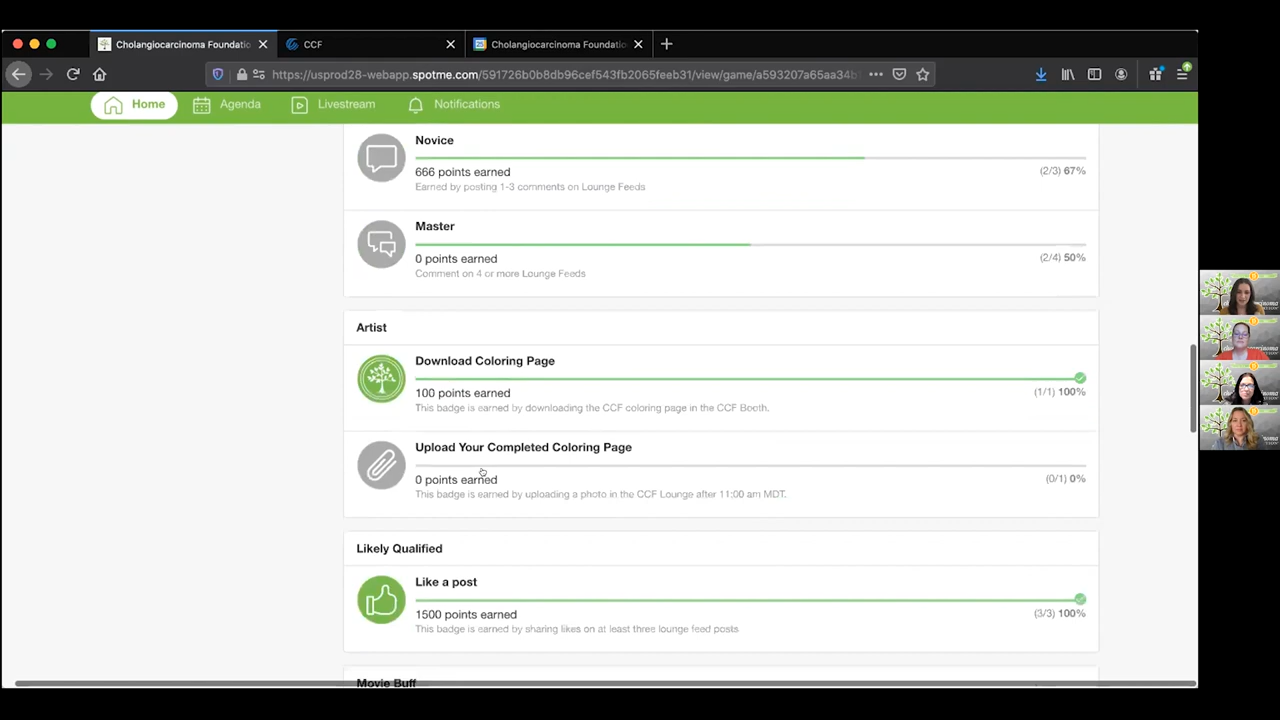 Cholangiocarcinoma Foundatio
CCF
Cholangiocarcinoma Foundation
https://usprod28-webapp.spotme.com/591726b0b8db96cef543fb2065feeb31/view/game/a593207a65aa34b
Home
Agenda
Livestream
Notifications
Novice
666 points earned
(2/3) 67%
Earned by posting 1-3 comments on Lounge Feeds
Master
0 points earned
(2/4) 50%
Comment on 4 or more Lounge Feeds
Artist
Download Coloring Page
100 points earned
(1/1) 100%
This badge is earned by downloading the CCF coloring page in the CCF Booth.
Upload Your Completed Coloring Page
0 points earned
(0/1) 0%
This badge is earned by uploading a photo in the CCF Lounge after 11:00 am MDT.
Likely Qualified
Like a post
1500 points earned
(3/3) 100%
This badge is earned by sharing likes on at least three lounge feed posts
Movie Buff